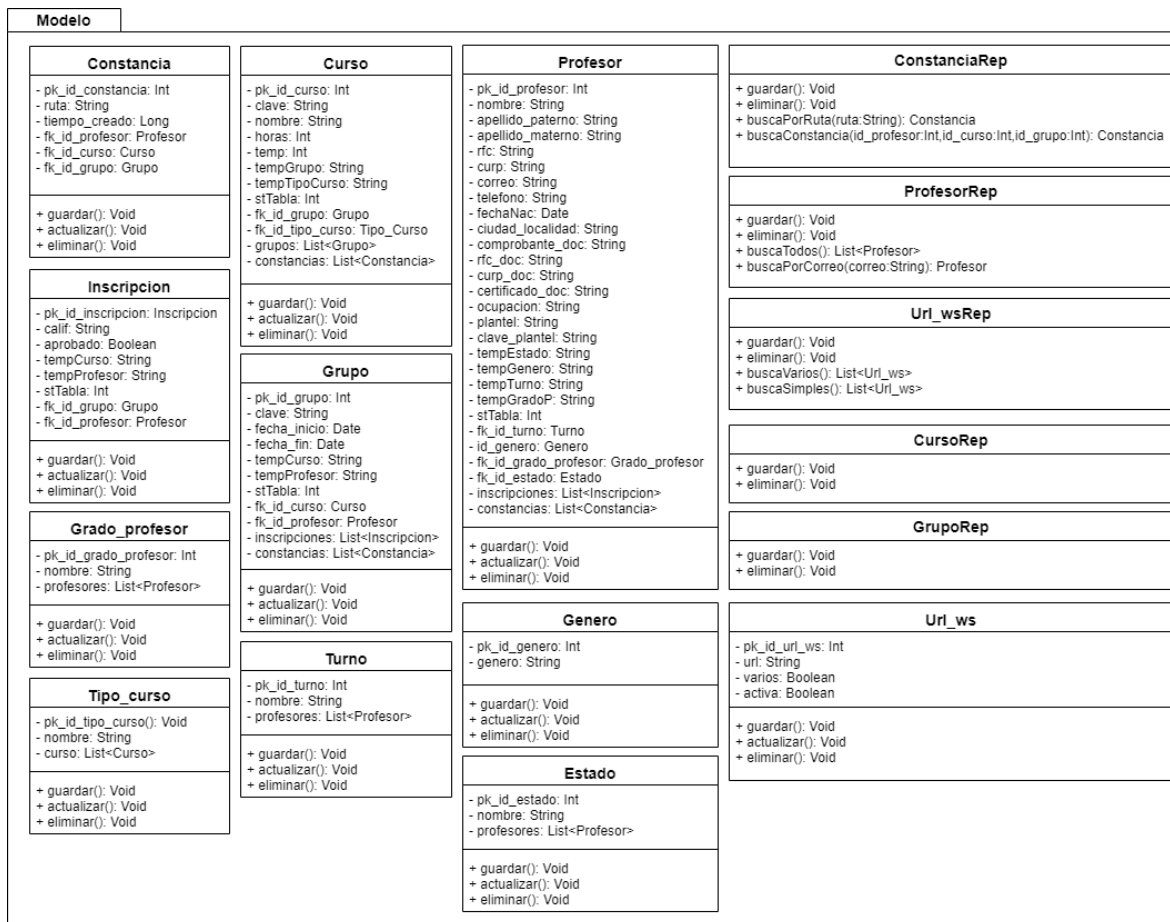 Modelo
Constancia
- pk_id_constancia: Int
- ruta: String
- tiempo_creado: Long
- fk_id_profesor: Profesor
- fk_id_curso: Curso
- fk_id_grupo: Grupo
+ guardar(): Void
+ actualizar(): Void
+ eliminar(): Void
Inscripcion
- pk_id_inscripcion: Inscripcion
- calif: String
- aprobado: Boolean
- tempCurso: String
- tempProfesor: String
- stTabla: Int
- fk_id_grupo: Grupo
- fk_id_profesor: Profesor
+ guardar(): Void
+ actualizar(): Void
+ eliminar(): Void
Grado_profesor
- pk_id_grado_profesor: Int
- nombre: String
- profesores: List<Profesor>
+ guardar(): Void
+ actualizar(): Void
+ eliminar(): Void
Tipo_curso
- pk_id_tipo_curso(): Void
- nombre: String
- curso: List<Curso>
+ guardar(): Void
+ actualizar(): Void
+ eliminar(): Void
Curso
- pk_id_curso: Int
- clave: String
- nombre: String
- horas: Int
- temp: Int
- tempGrupo: String
- tempTipoCurso: String
- stTabla: Int
- fk_id_grupo: Grupo
- fk_id_tipo_curso: Tipo_Curso
- grupos: List<Grupo>
- constancias: List<Constancia>
+ guardar(): Void
+ actualizar(): Void
+ eliminar(): Void
Grupo
- pk_id_grupo: Int
- clave: String
- fecha_inicio: Date
- fecha_fin: Date
- tempCurso: String
- tempProfesor: String
- stTabla: Int
- fk_id_curso: Curso
- fk_id_profesor: Profesor
- inscripciones: List<Inscripcion>
- constancias: List<Constancia>
+ guardar(): Void
+ actualizar(): Void
+ eliminar(): Void
Turno
- pk_id_turno: Int
- nombre: String
- profesores: List<Profesor>
+ guardar(): Void
+ actualizar(): Void
+ eliminar(): Void
Profesor
- pk_id_profesor: Int
- nombre: String
- apellido_paterno: String
- apellido_materno: String
- rfc: String
- curp: String
- correo: String
- telefono: String
- fechaNac: Date
- ciudad_localidad: String
- comprobante_doc: String
- rfc_doc: String
- curp_doc: String
- certificado_doc: String
- ocupacion: String
- plantel: String
- clave_plantel: String
- tempEstado: String
- tempGenero: String
- tempTurno: String
- tempGradoP: String
- stTabla: Int
- fk_id_turno: Turno
- id_genero: Genero
- fk_id_grado_profesor: Grado_profesor
- fk_id_estado: Estado
- inscripciones: List<Inscripcion>
- constancias: List<Constancia>
+ guardar(): Void
+ actualizar(): Void
+ eliminar(): Void
Genero
- pk_id_genero: Int
- genero: String
+ guardar(): Void
+ actualizar(): Void
+ eliminar(): Void
Estado
- pk_id_estado: Int
- nombre: String
- profesores: List<Profesor>
+ guardar(): Void
+ actualizar(): Void
+ eliminar(): Void
ConstanciaRep
+ guardar(): Void
+ eliminar(): Void
+ buscaPorRuta(ruta:String): Constancia
+ buscaConstancia(id_profesor:Int,id_curso:Int,id_grupo:Int): Constancia
ProfesorRep
+ guardar(): Void
+ eliminar(): Void
+ buscaTodos(): List<Profesor>
+ buscaPorCorreo(correo:String): Profesor
Url_wsRep
+ guardar(): Void
+ eliminar(): Void
+ buscaVarios(): List<Url_ws>
+ buscaSimples(): List<Url_ws>
CursoRep
+ guardar(): Void
+ eliminar(): Void
GrupoRep
+ guardar(): Void
+ eliminar(): Void
Url_ws
- pk_id_url_ws: Int
- url: String
- varios: Boolean
- activa: Boolean
+ guardar(): Void
+ actualizar(): Void
+ eliminar(): Void